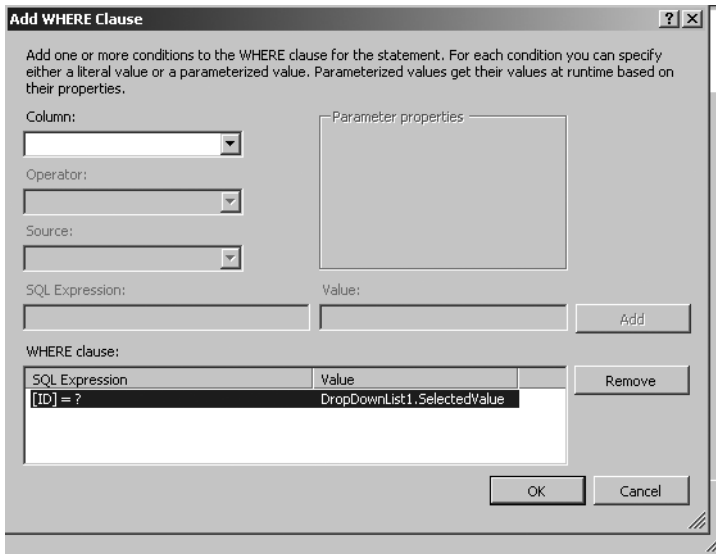 Add WHERE Clause
Add one or more conditions to the WHERE clause for the statement. For each condition you can specify
either a literal value or a parameterized value. Parameterized values get their values at runtime based on
their properties.
Column:
Parameter properties
Operator:
Source:
SQL Expression:
Value:
Add
WHERE clause:
SQL Expression Value
Remove
[ID] = ? DropDownList1.SelectedValue
OK Cancel